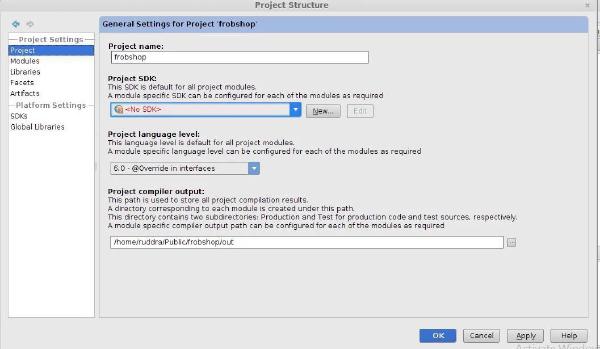 Project Structure
Project Settings
Project
Modules
Libraries
Facets
Artifacts
Platform Settings
SDKs
Global Libraries
General Settings for Project 'frobshop'
Project name:
frobshop
Project SDK:
This SDK is default for all project modules.
A module specific SDK can be configured for each of the modules as required
<No SDK>
New...
Edit
Project language level:
This language level is default for all project modules.
A module specific language level can be configured for each of the modules as required
6.0 - @Override in interfaces
Project compiler output:
This path is used to store all project compilation results.
A directory corresponding to each module is created under this path.
This directory contains two subdirectories: Production and Test for production code and test sources, respectively.
A module specific compiler output path can be configured for each of the modules as required
/home/ruddra/Public/frobshop/out
...
OK
Cancel
Apply
Help
Activate Windows